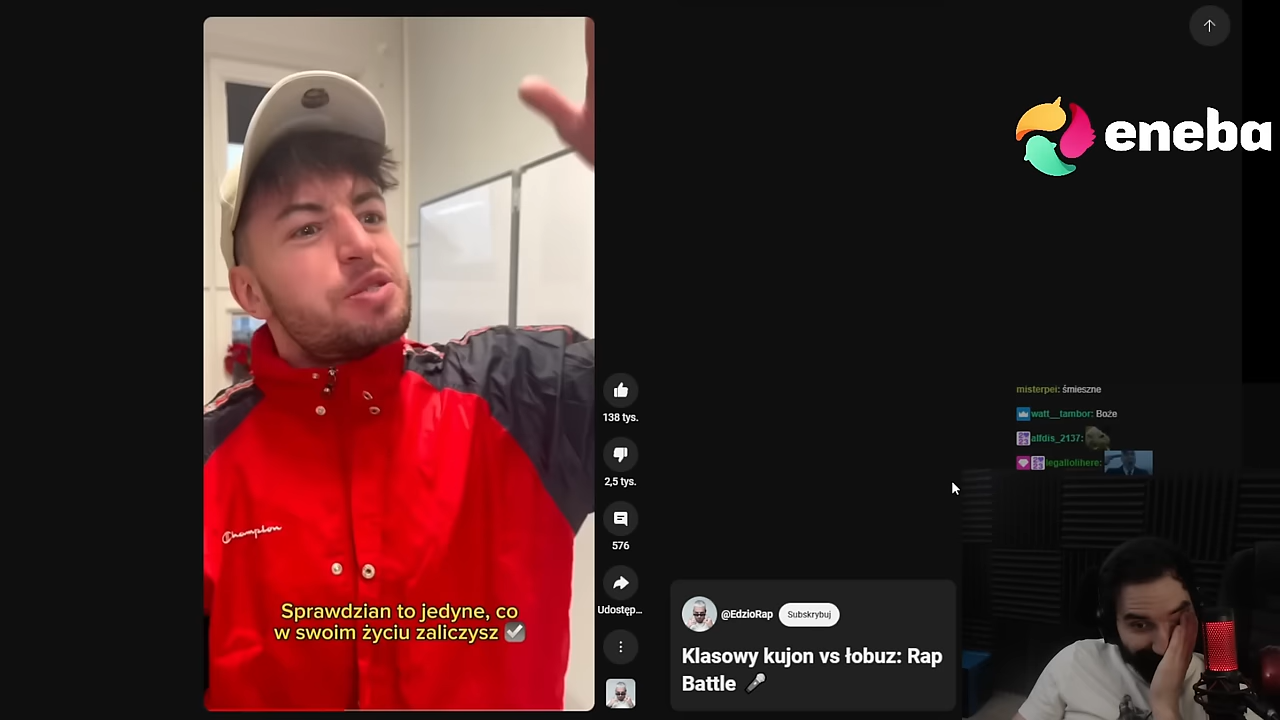 eneba
misterpei: śmieszne
watt__tambor: Boże
alfdis_2137:
legallolihere:
Champion
138 tys.
2,5 tys.
576
Udostęp...
Sprawdzian to jedyne, co
w swoim życiu zaliczysz
@EdzioRap
Subskrybuj
Klasowy kujon vs łobuz: Rap
Battle